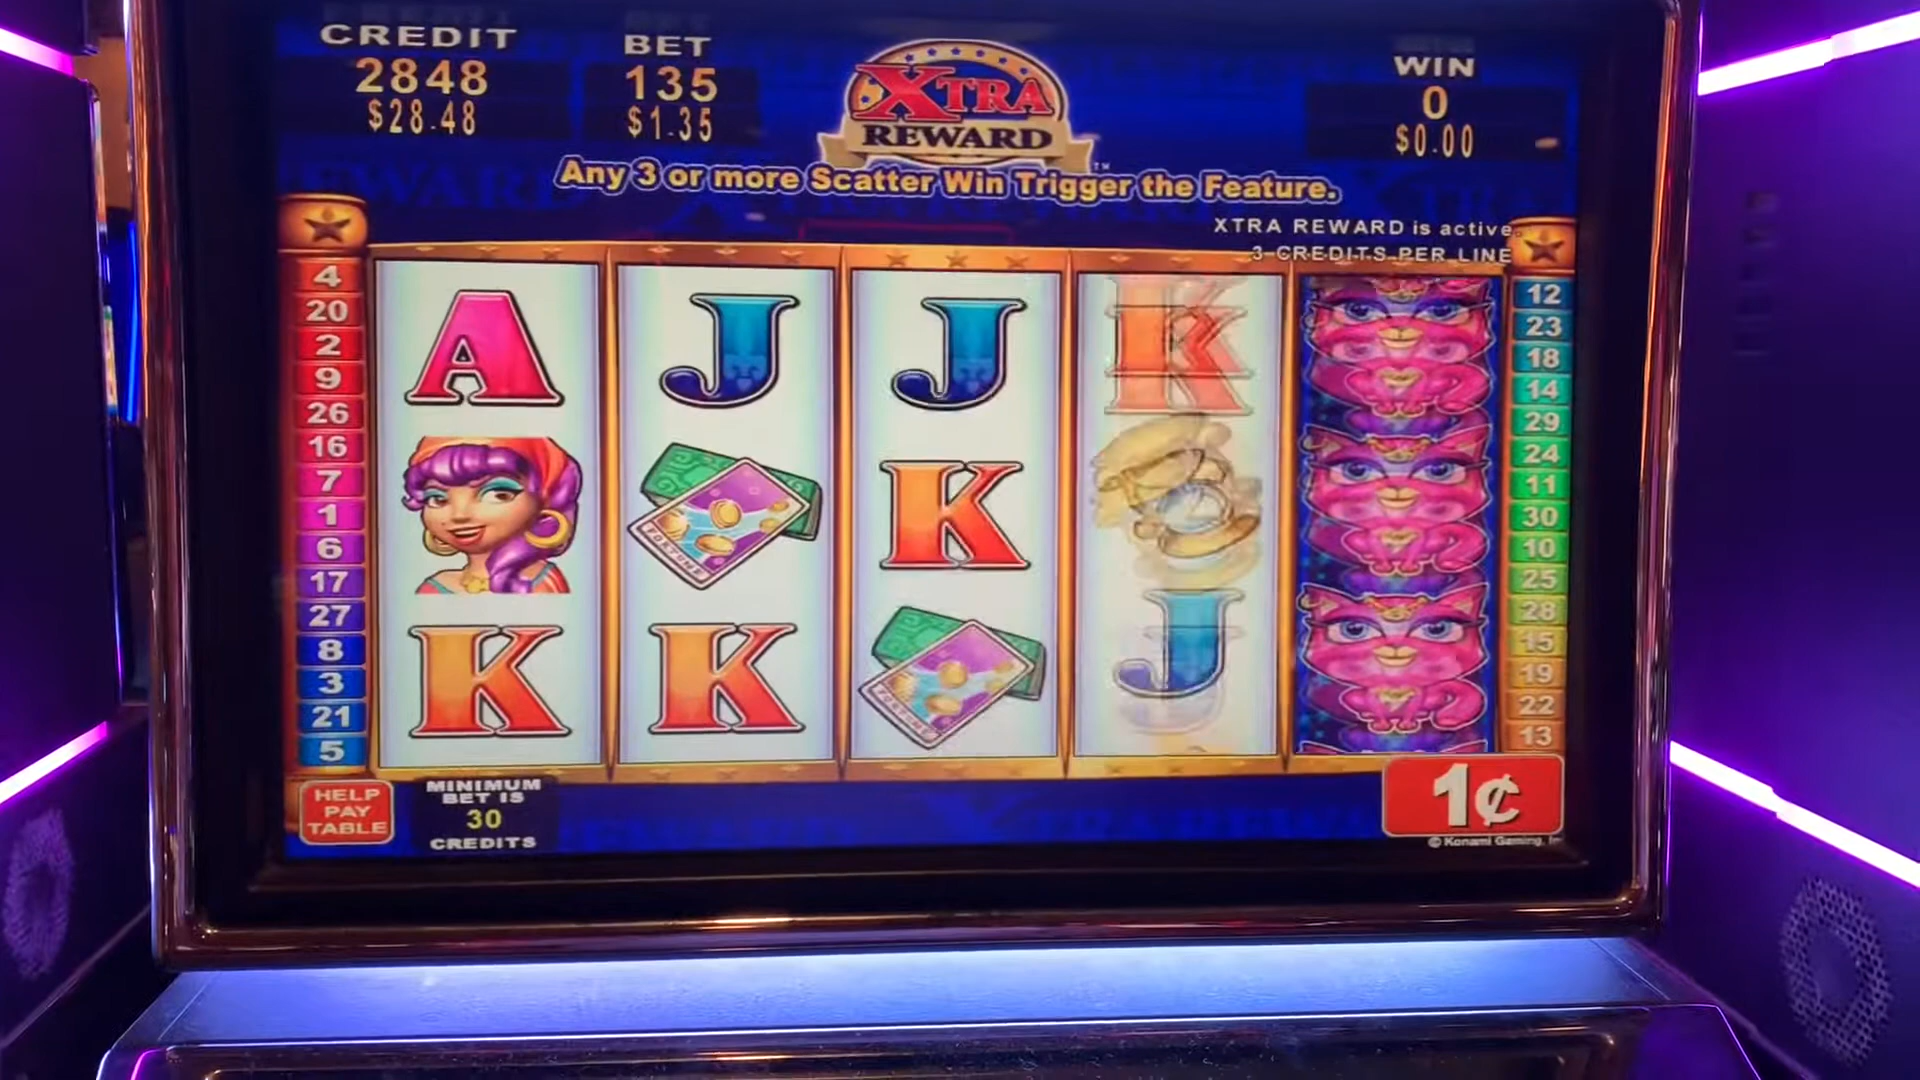 CREDIT
2848
$28.48
BET
135
$1.35
XTRA
REWARD
WIN
0
$0.00
Any 3 or more Scatter Win Trigger the Feature.
XTRA REWARD is active.
3 CREDITS PER LINE
4
20
2
9
26
16
7
1
6
17
27
8
3
21
5
A
J
J
K
FORTUNE
K
K
K
FORTUNE
J
12
23
18
14
29
24
11
30
10
25
28
15
19
22
13
HELP
PAY
TABLE
MINIMUM
BET IS
30
CREDITS
1¢
© Konami Gaming,